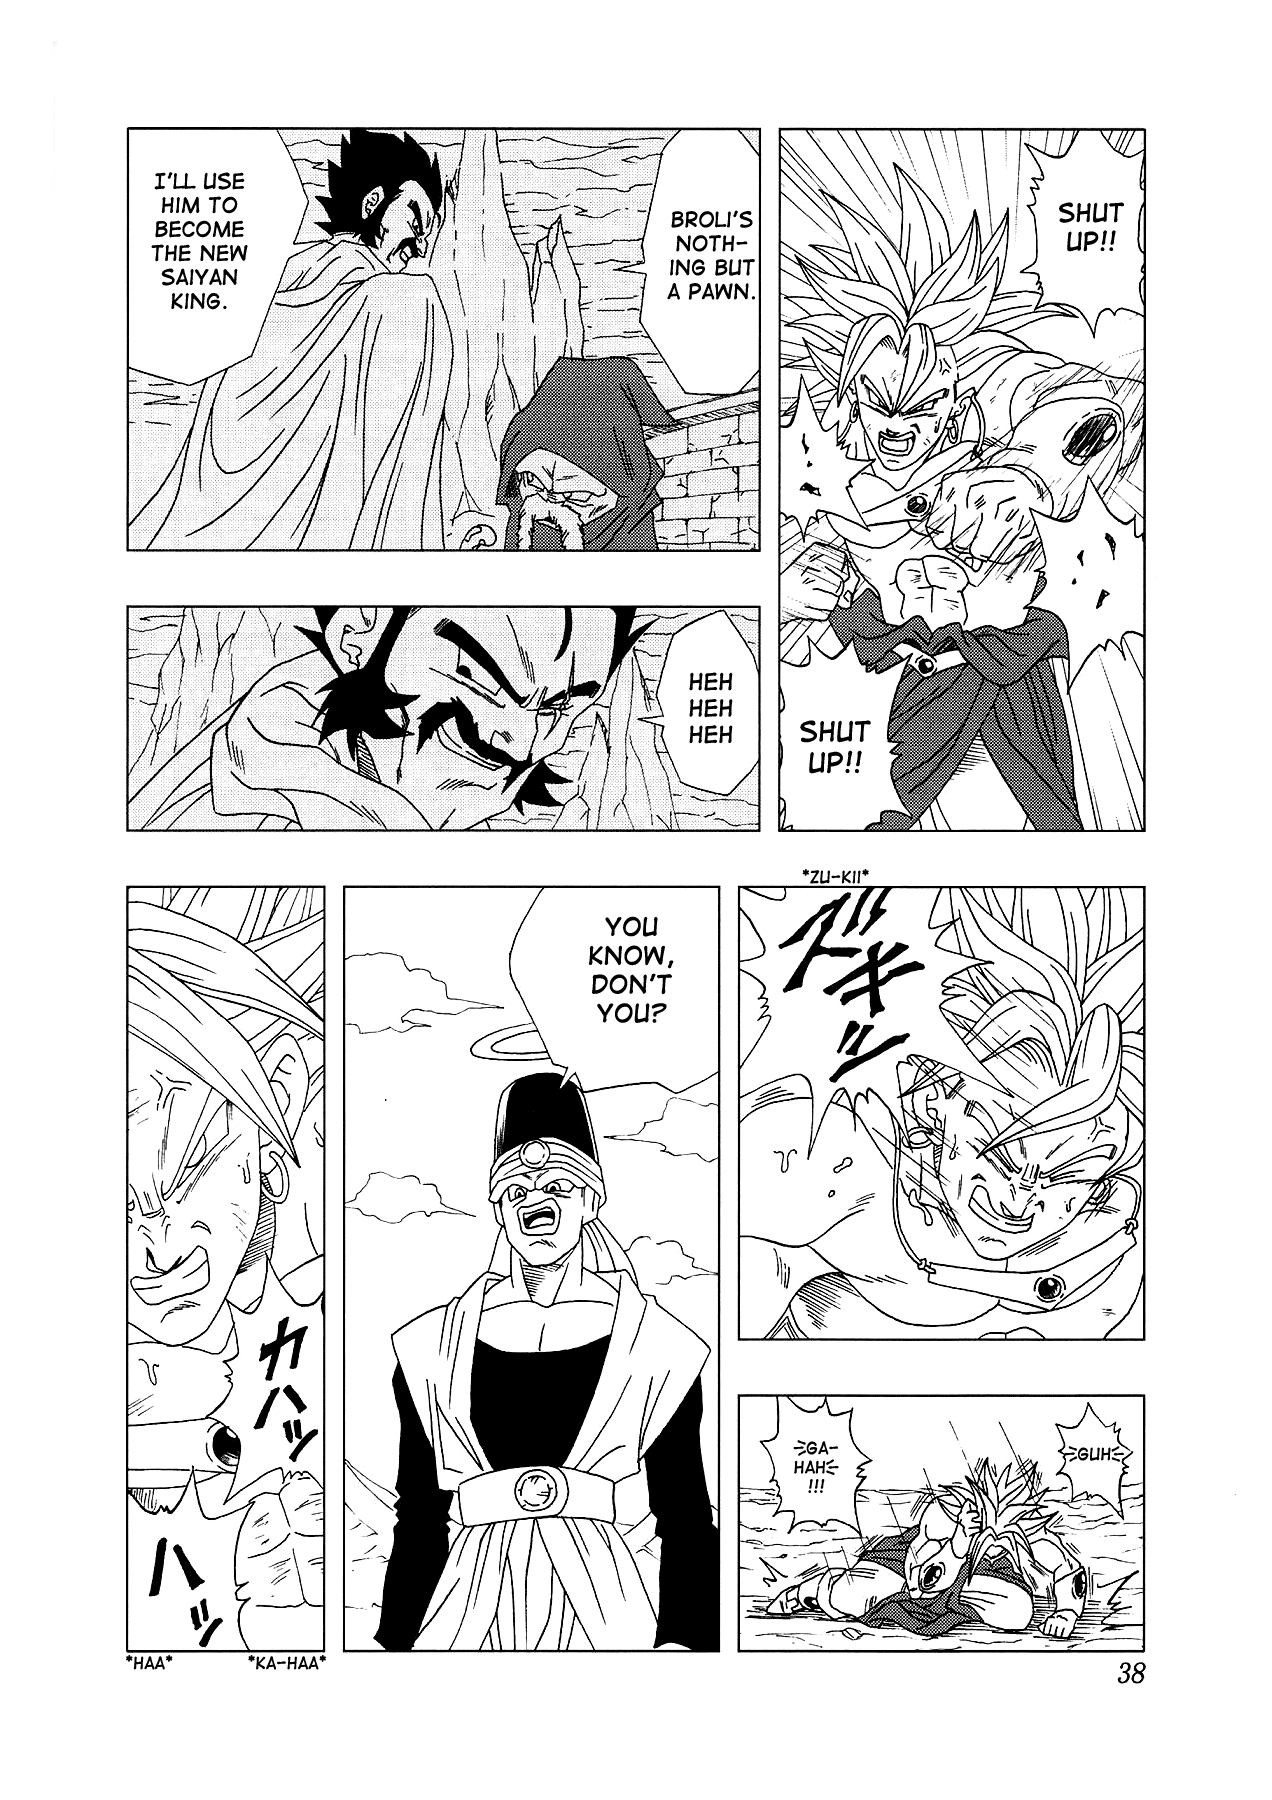 SHUT
UP!!
SHUT
UP!!
BROLI'S
NOTH-
ING BUT
A PAWN.
I'LL USE
HIM TO
BECOME
THE NEW
SAIYAN
KING.
HEH
HEH
HEH
*ZU-KII*
ズキッ
GUH
GA-
HAH
!!!
YOU
KNOW,
DON'T
YOU?
カハッ
ハッ
*HAA*
*KA-HAA*
38